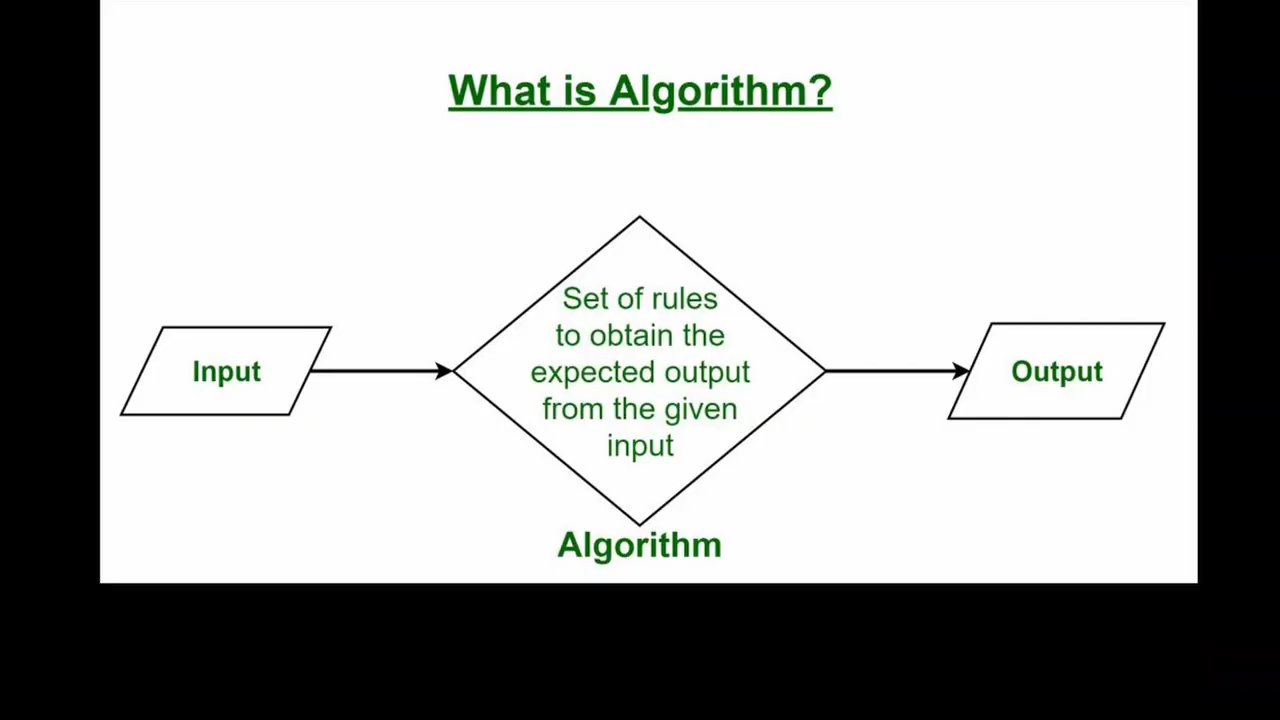 What is Algorithm?
Set of rules
to obtain the
expected output
from the given
input
Input
Output
Algorithm